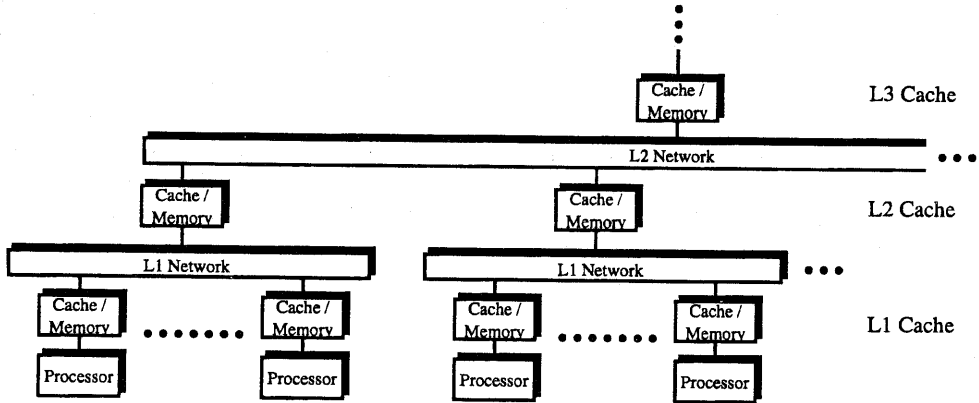 Cache /
Memory
L3 Cache
L2 Network
Cache /
Memory
Cache /
Memory
L2 Cache
L1 Network
L1 Network
Cache /
Memory
Cache /
Memory
Cache /
Memory
Cache /
Memory
L1 Cache
Processor
Processor
Processor
Processor